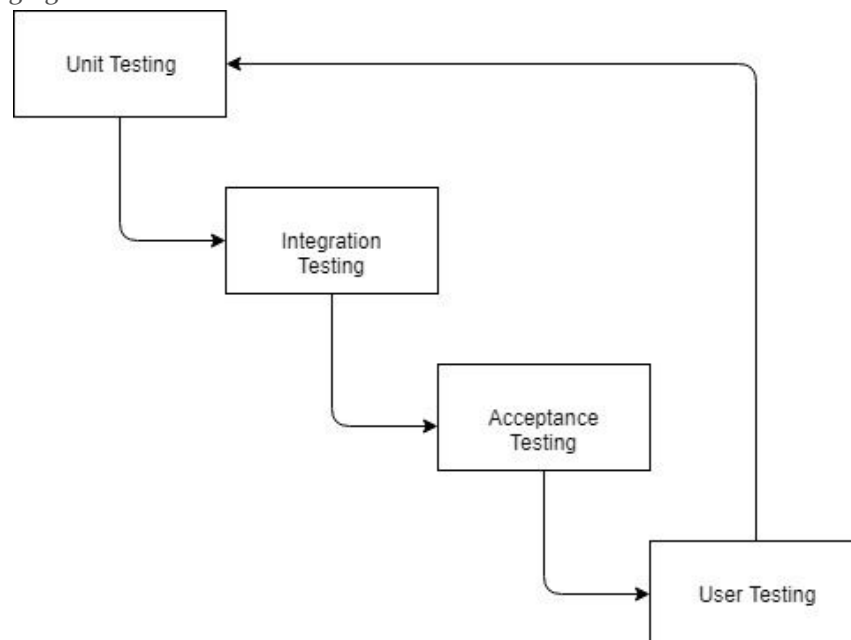 Unit Testing
Integration
Testing
Acceptance
Testing
User Testing